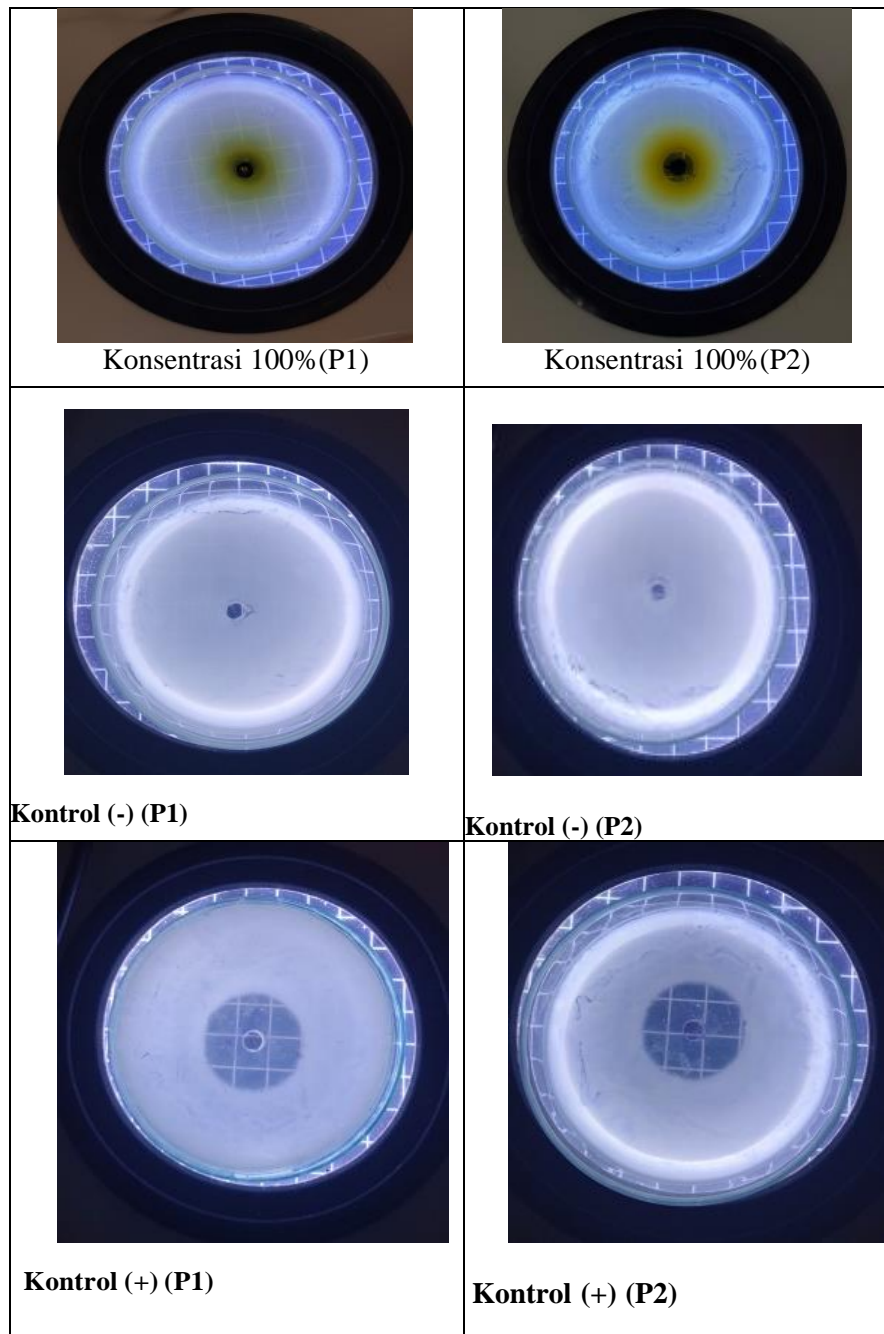 Konsentrasi 100%(P1)
Konsentrasi 100%(P2)
Kontrol (-) (P1)
Kontrol (-) (P2)
Kontrol (+) (P1)
Kontrol (+) (P2)